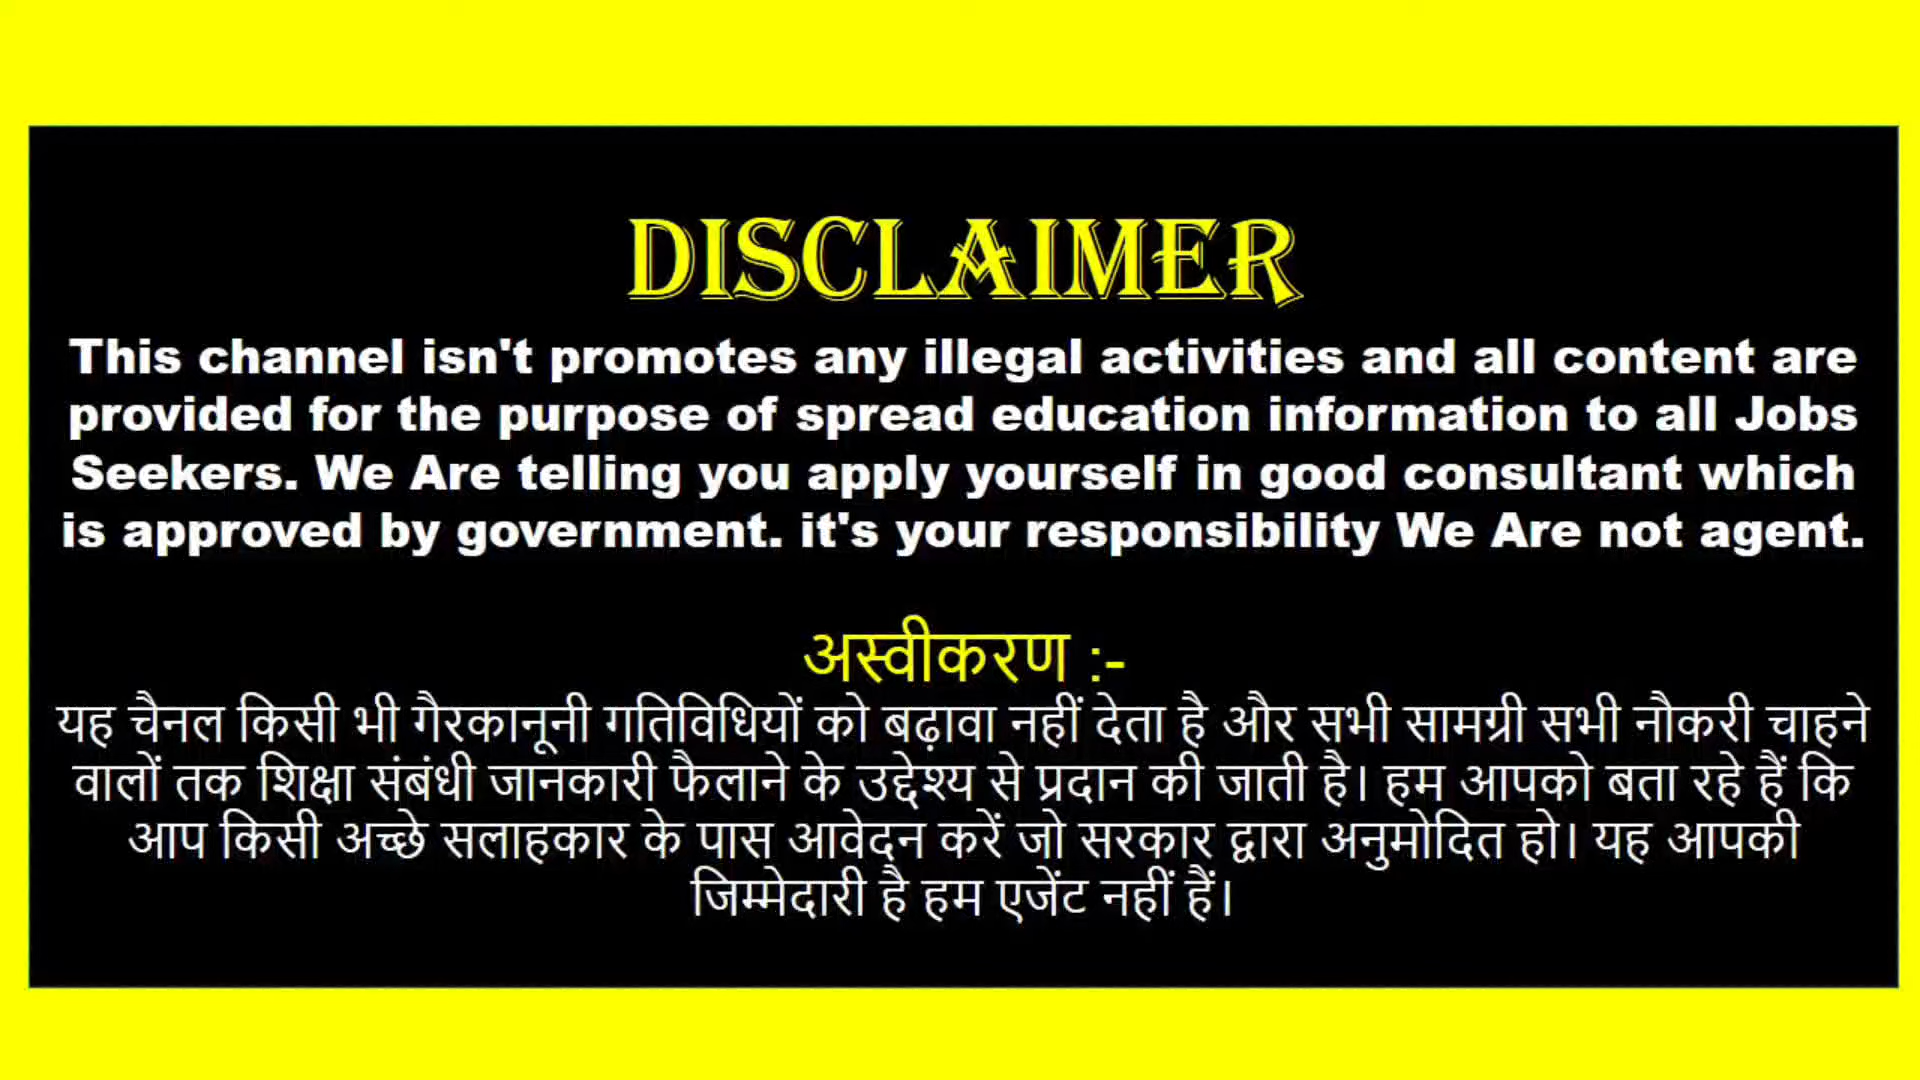 DISCLAIMER
This channel isn't promotes any illegal activities and all content are
provided for the purpose of spread education information to all Jobs
Seekers. We Are telling you apply yourself in good consultant which
is approved by government. it's your responsibility We Are not agent.
अस्वीकरण :-
यह चैनल किसी भी गैरकानूनी गतिविधियों को बढ़ावा नहीं देता है और सभी सामग्री सभी नौकरी चाहने
वालों तक शिक्षा संबंधी जानकारी फैलाने के उद्देश्य से प्रदान की जाती है। हम आपको बता रहे हैं कि
आप किसी अच्छे सलाहकार के पास आवेदन करें जो सरकार द्वारा अनुमोदित हो। यह आपकी
जिम्मेदारी है हम एजेंट नहीं हैं।